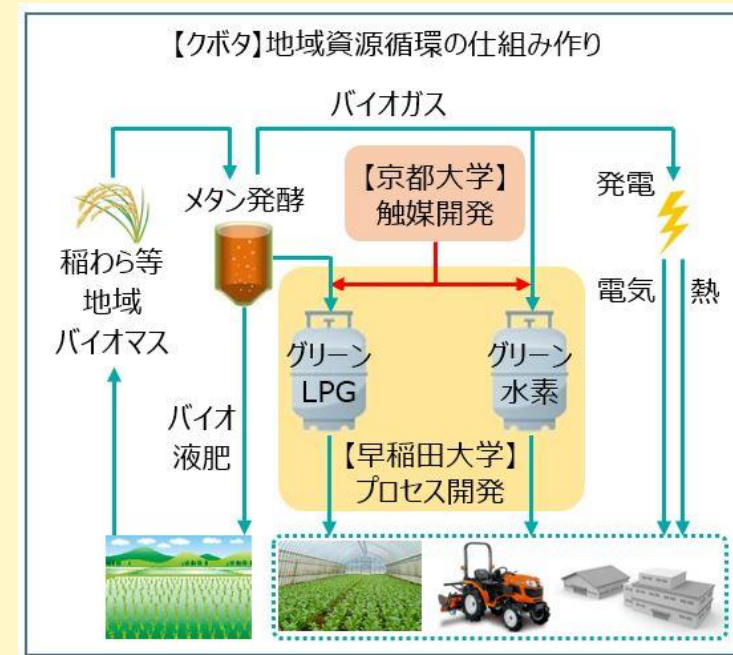 【クボタ】地域資源循環の仕組み作り
バイオガス
メタン発酵
【京都大学】
触媒開発
発電
稲わら等
地域
バイオマス
電気
熱
グリーン
LPG
グリーン
水素
バイオ
液肥
【早稲田大学】
プロセス開発